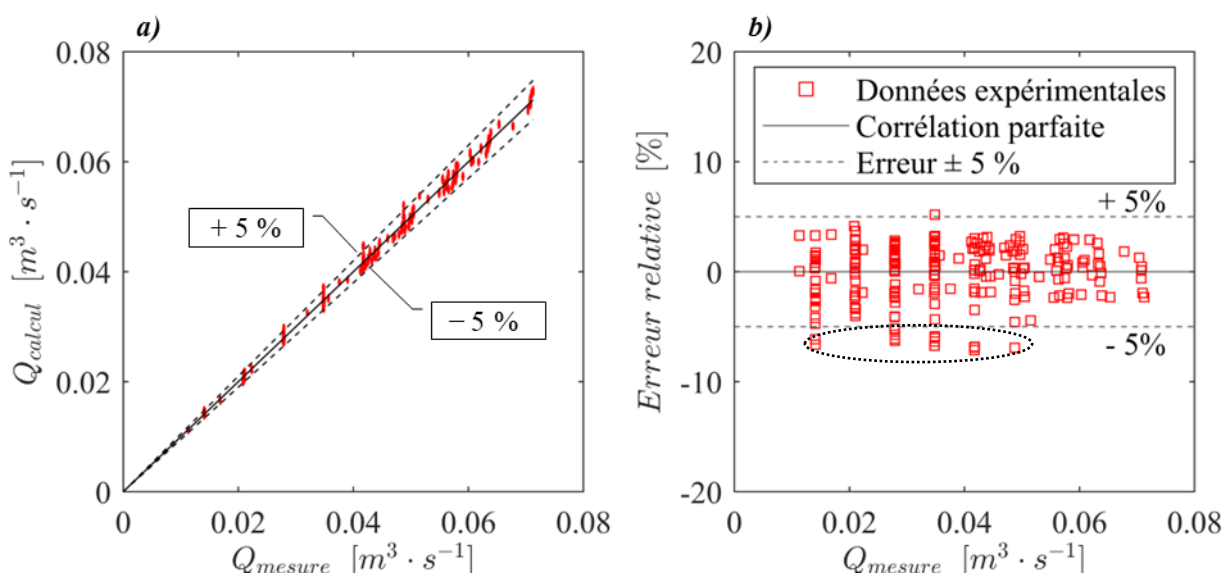 a)
0.08
0.06
0.04
0.02
0
Q_calcul [m^3 · s^{-1}]
+ 5 %
− 5 %
0
0.02
0.04
0.06
0.08
Q_mesure [m^3 · s^{-1}]
b)
20
10
0
-10
-20
Erreur relative [%]
Données expérimentales
Corrélation parfaite
Erreur ± 5 %
+ 5%
- 5%
0
0.02
0.04
0.06
0.08
Q_mesure [m^3 · s^{-1}]